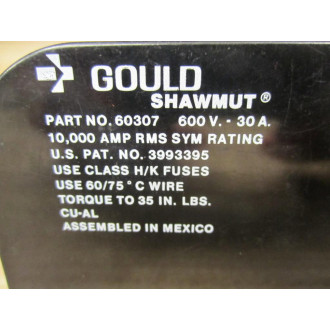 GOULD
SHAWMUT®
PART NO. 60307 600 V. - 30 A.
10,000 AMP RMS SYM RATING
U.S. PAT. NO. 3993395
USE CLASS H/K FUSES
USE 60/75 °C WIRE
TORQUE TO 35 IN. LBS.
CU-AL
ASSEMBLED IN MEXICO